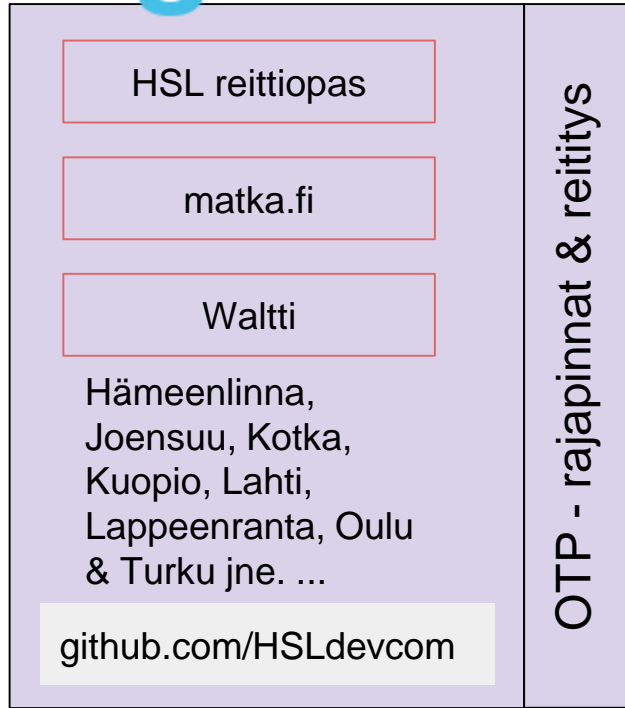 HSL reittiopas
matka.fi
Waltti
Hämeenlinna,
Joensuu, Kotka,
Kuopio, Lahti,
Lappeenranta, Oulu
& Turku jne. ...
github.com/HSLdevcom
OTP - rajapinnat & reititys